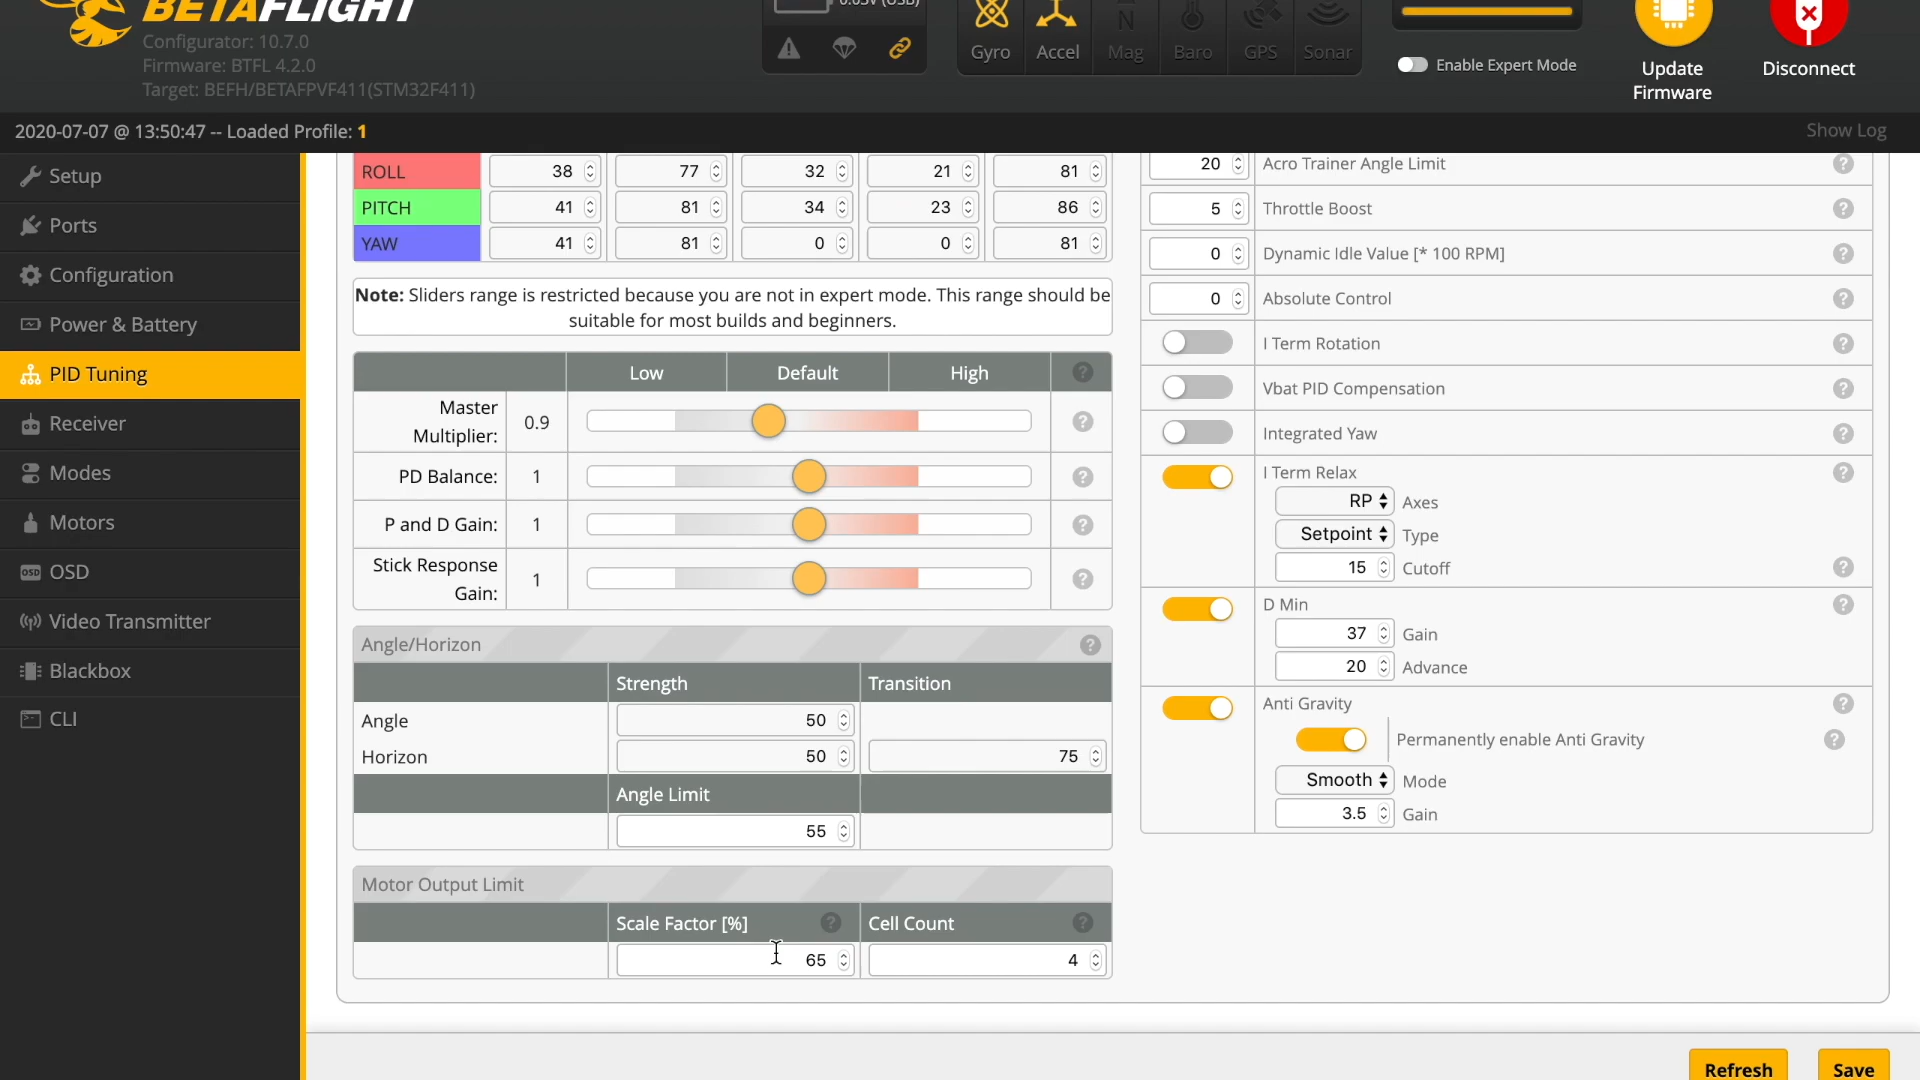 BETAFLIGHT
Configurator: 10.7.0
Firmware: BTFL 4.2.0
Target: BEFH/BETAFPVF411(STM32F411)
Gyro
Accel
Mag
Baro
GPS
Sonar
Enable Expert Mode
Update
Firmware
Disconnect
2020-07-07 @ 13:50:47 -- Loaded Profile: 1
Show Log
Setup
Ports
Configuration
Power & Battery
PID Tuning
Receiver
Modes
Motors
OSD
Video Transmitter
Blackbox
CLI
ROLL 38 77 32 21 81
PITCH 41 81 34 23 86
YAW 41 81 0 0 81
Note: Sliders range is restricted because you are not in expert mode. This range should be
suitable for most builds and beginners.
Low Default High
Master
Multiplier: 0.9
PD Balance: 1
P and D Gain: 1
Stick Response
Gain: 1
Angle/Horizon
Strength Transition
Angle 50
Horizon 50 75
Angle Limit
55
Motor Output Limit
Scale Factor [%] Cell Count
65 4
20 Acro Trainer Angle Limit
5 Throttle Boost
0 Dynamic Idle Value [* 100 RPM]
0 Absolute Control
I Term Rotation
Vbat PID Compensation
Integrated Yaw
I Term Relax
RP Axes
Setpoint Type
15 Cutoff
D Min
37 Gain
20 Advance
Anti Gravity
Permanently enable Anti Gravity
Smooth Mode
3.5 Gain
Refresh
Save